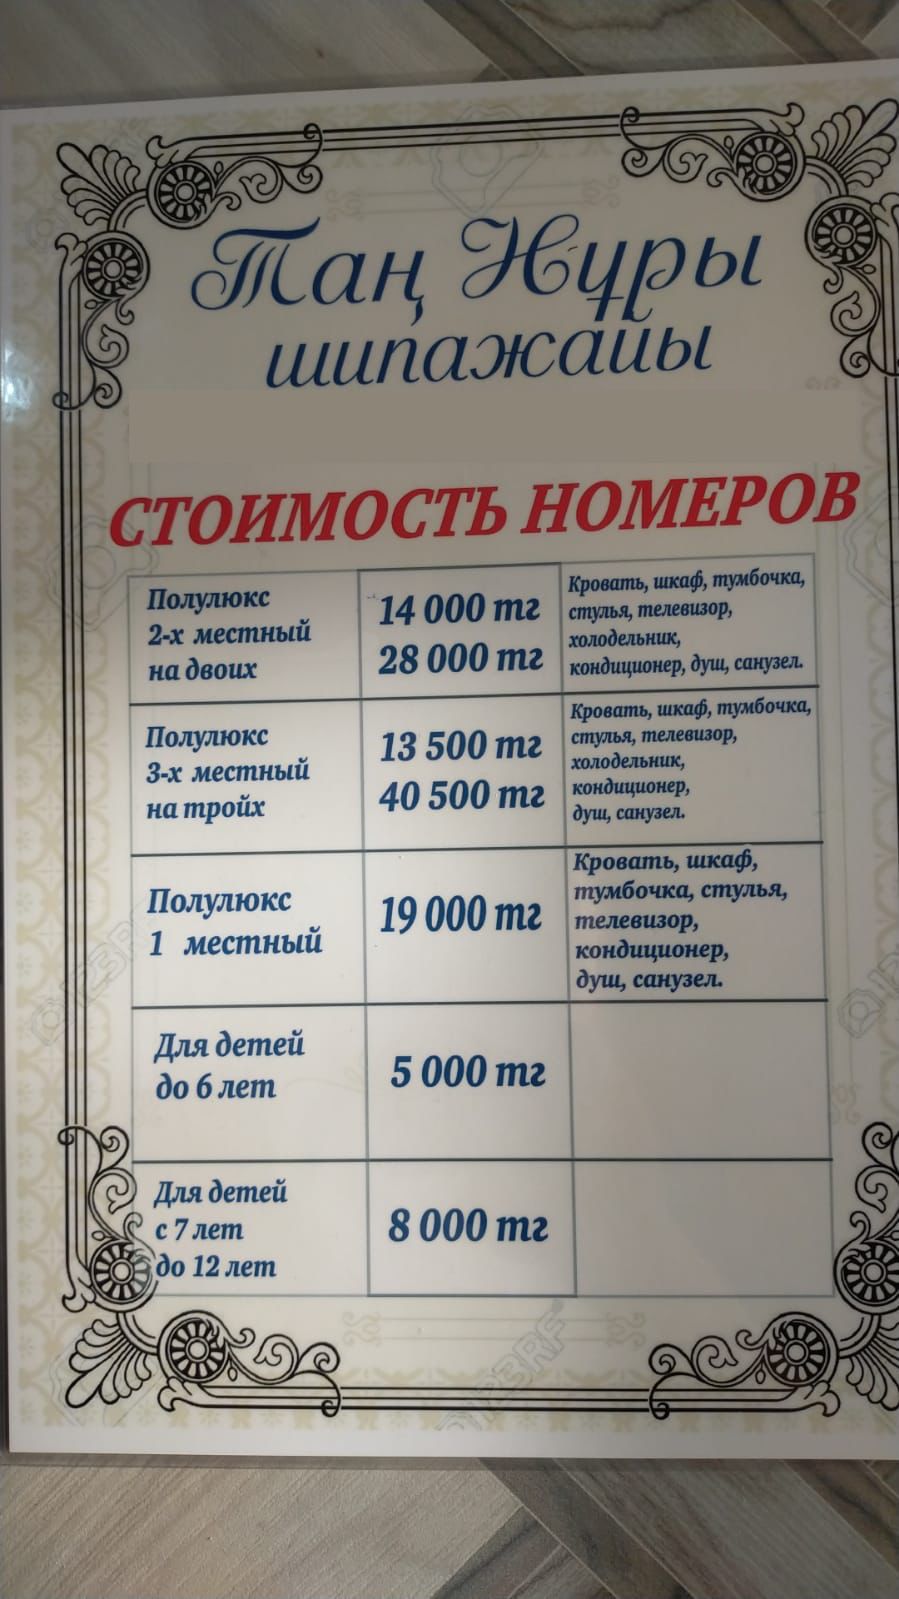 Таң Нұры
шипажайы
СТОИМОСТЬ НОМЕРОВ
Полулюкс
2-х местный
на двоих
14 000 тг
28 000 тг
Кровать, шкаф, тумбочка,
стулья, телевизор,
холодельник,
кондиционер, душ, санузел.
Полулюкс
3-х местный
на тройх
13 500 тг
40 500 тг
Кровать, шкаф, тумбочка,
стулья, телевизор,
холодельник,
кондиционер,
душ, санузел.
Полулюкс
1 местный
19 000 тг
Кровать, шкаф,
тумбочка, стулья,
телевизор,
кондиционер,
душ, санузел.
Для детей
до 6 лет
5 000 тг
Для детей
с 7 лет
до 12 лет
8 000 тг
123RF
123RF